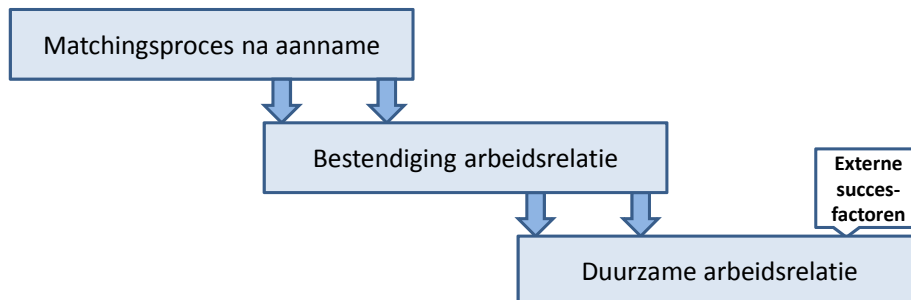 Matchingsproces na aanname
Bestendiging arbeidsrelatie
Externe
succes-
factoren
Duurzame arbeidsrelatie